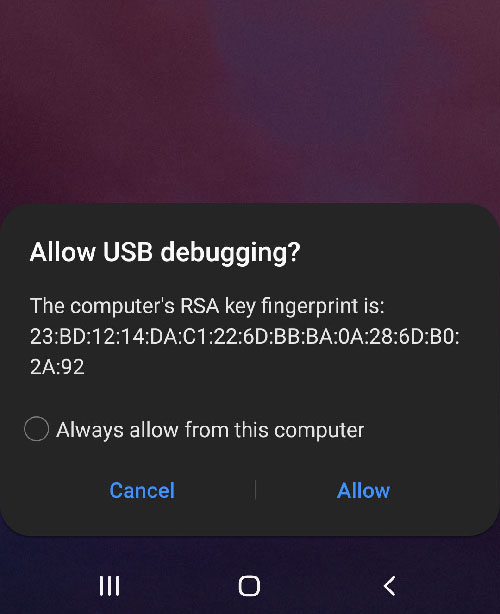 Allow USB debugging?
The computer's RSA key fingerprint is:
23:BD:12:14:DA:C1:22:6D:BB:BA:0A:28:6D:B0:
2A:92
Always allow from this computer
Cancel
Allow